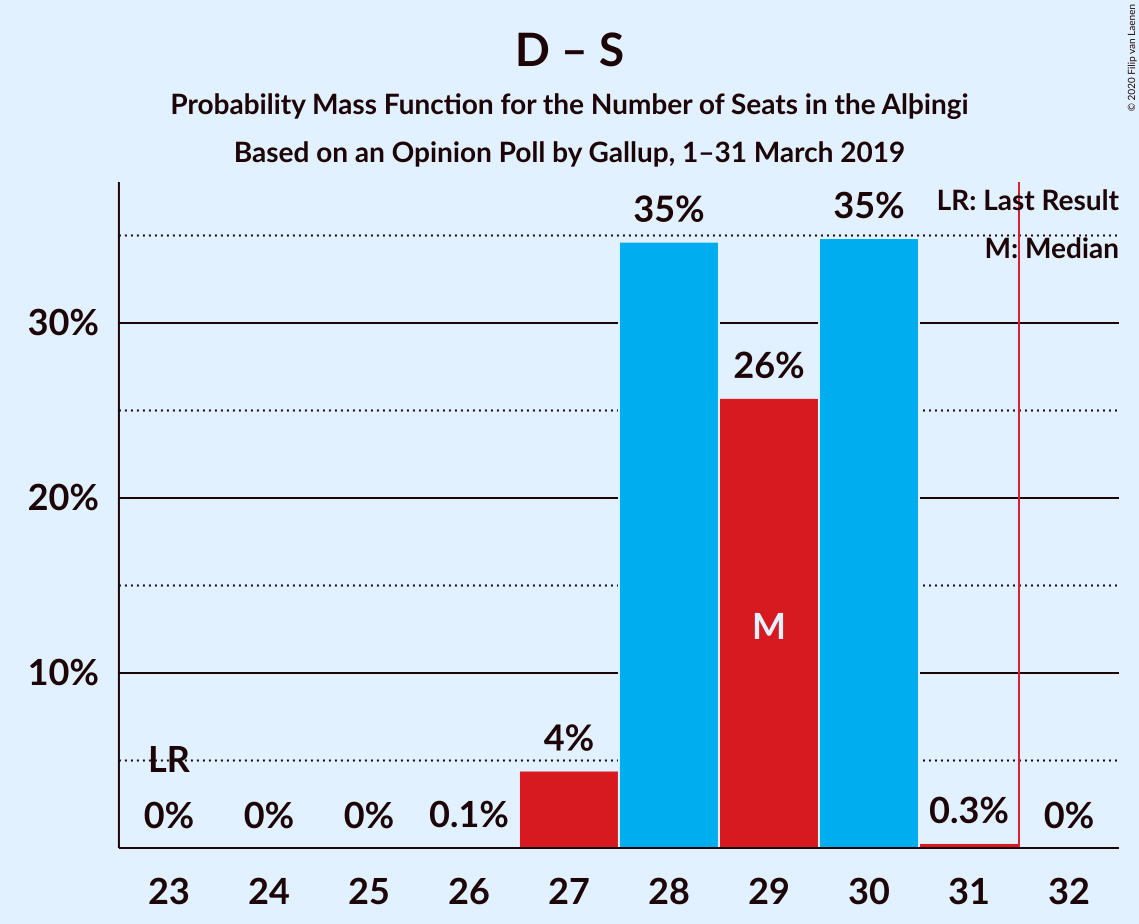 D – S
Probability Mass Function for the Number of Seats in the Alþingi
Based on an Opinion Poll by Gallup, 1–31 March 2019
© 2020 Filip van Laenen
LR: Last Result
M: Median
35%
35%
30%
26%
20%
M
10%
4%
LR
0%
0%
0%
0.1%
0.3%
0%
23 24 25 26 27 28 29 30 31 32